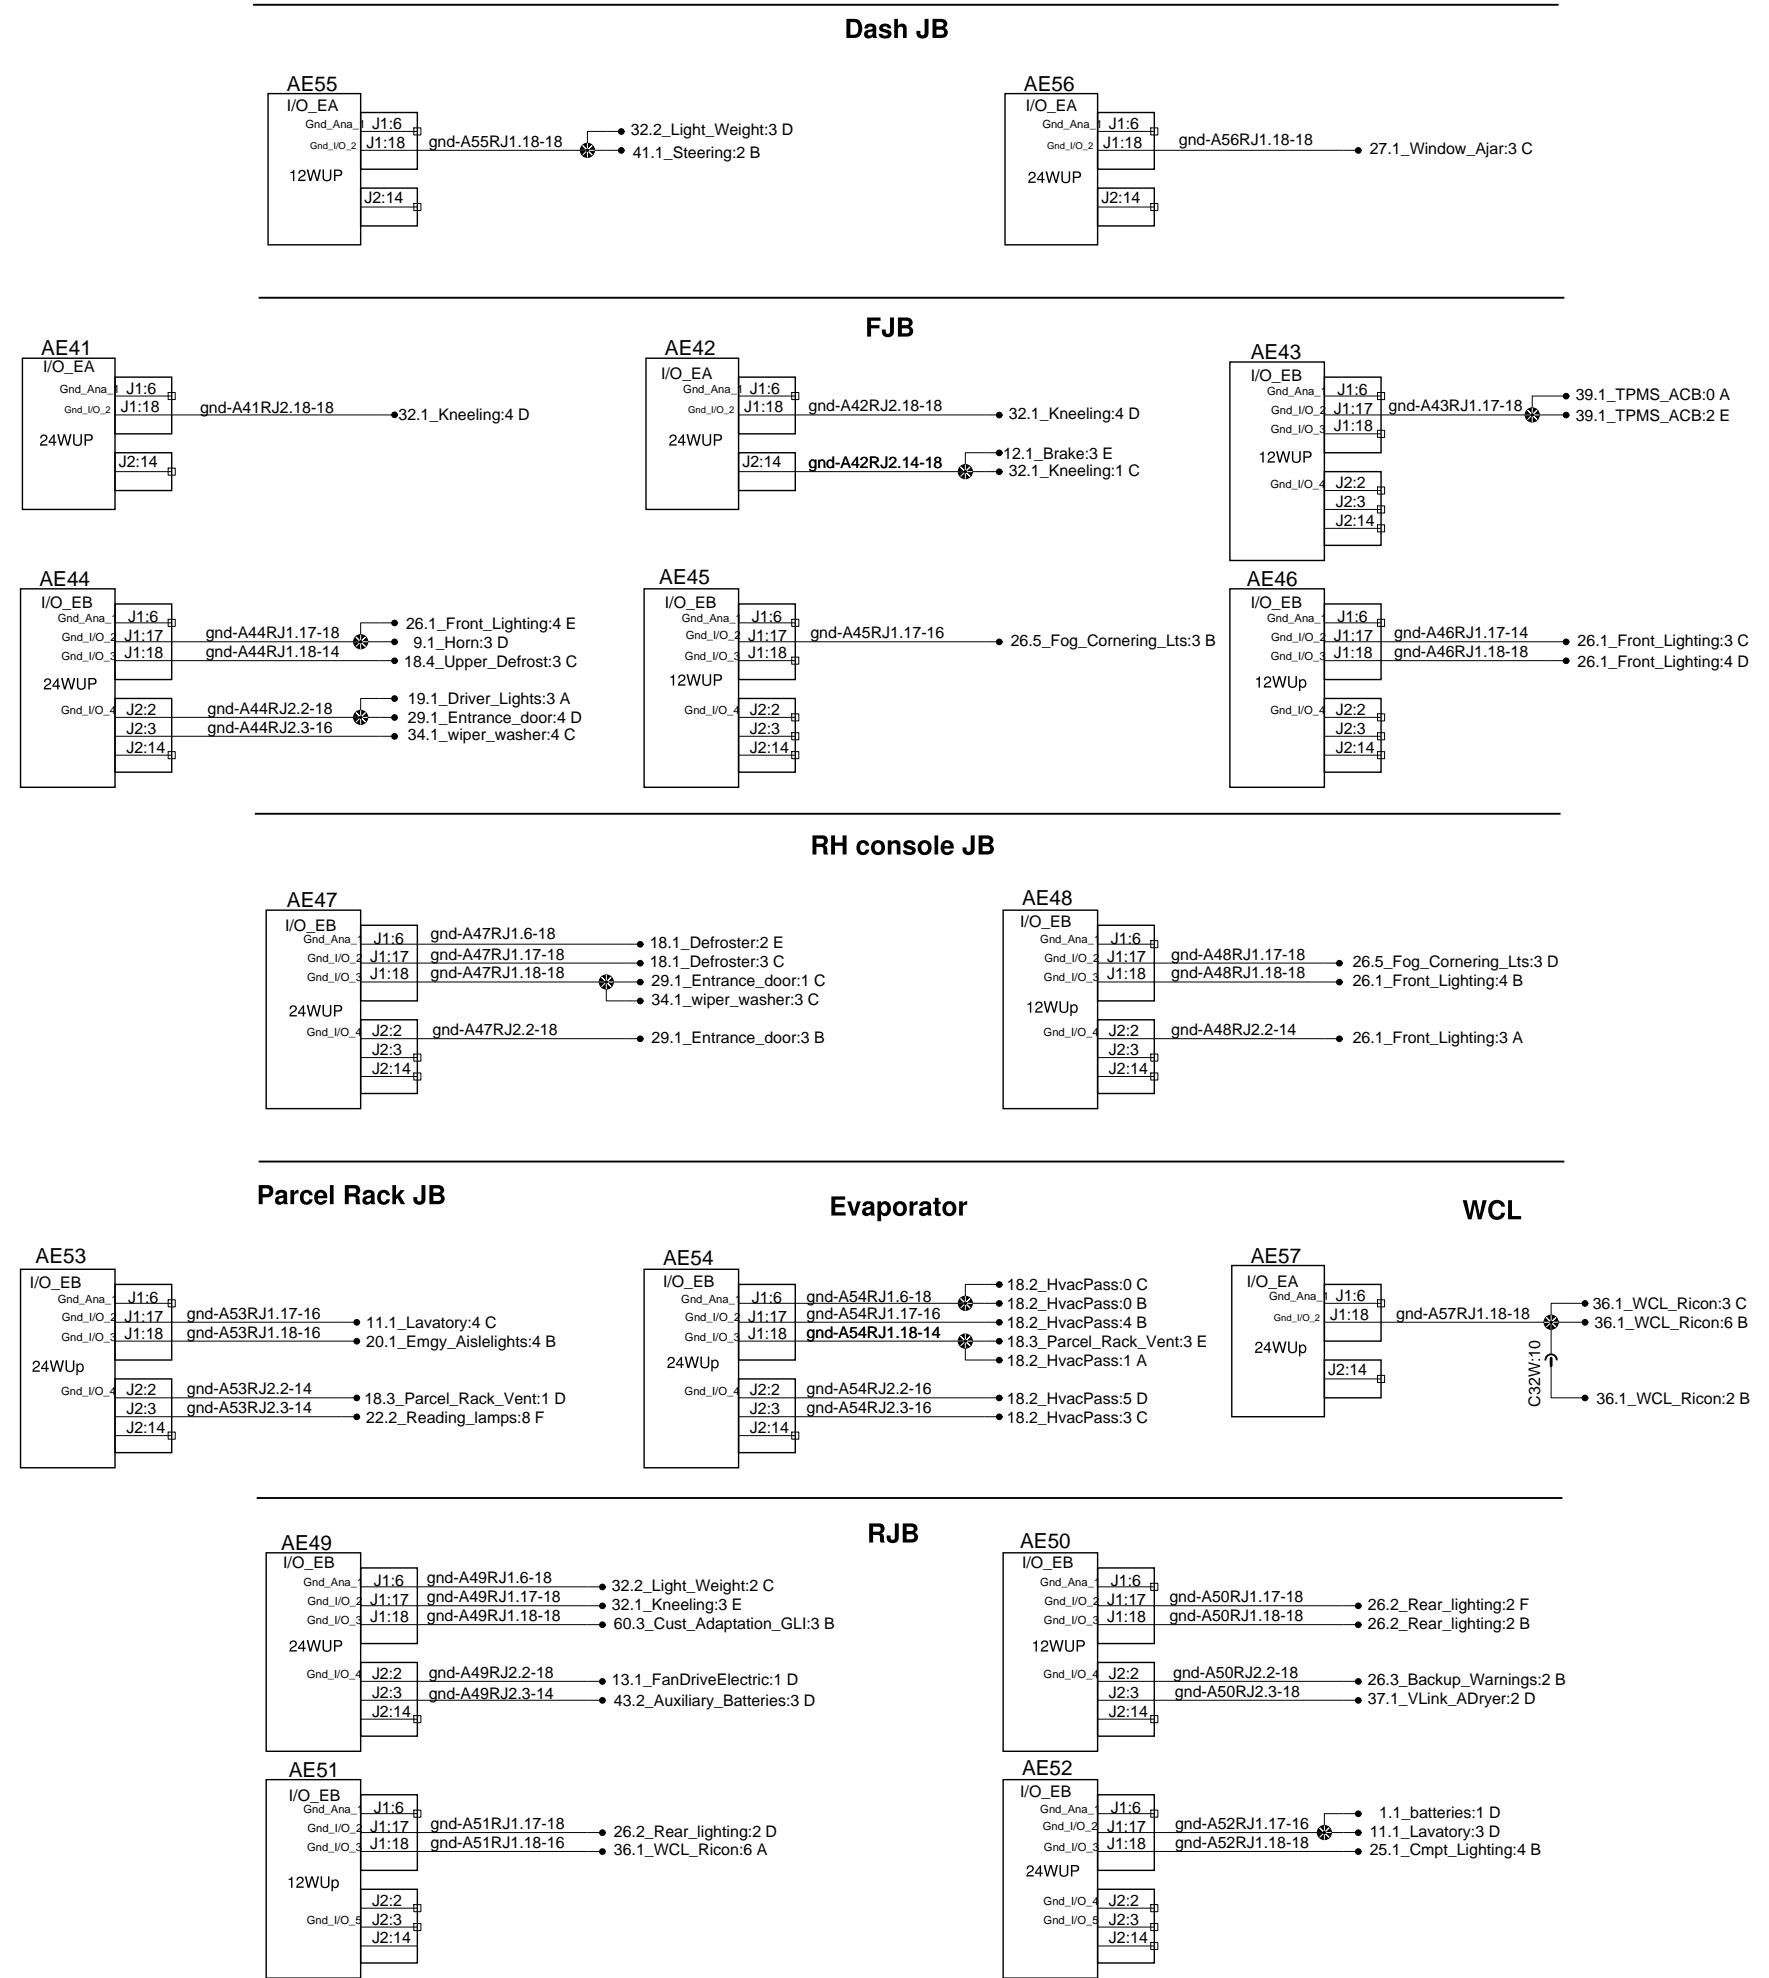 Dash JB
AE55
I/O_EA
Gnd_Ana_1 J1:6
Gnd_I/O_2 J1:18 gnd-A55RJ1.18-18
32.2_Light_Weight:3 D
41.1_Steering:2 B
12WUP
J2:14
AE56
I/O_EA
Gnd_Ana_1 J1:6
Gnd_I/O_2 J1:18 gnd-A56RJ1.18-18
27.1_Window_Ajar:3 C
24WUP
J2:14
FJB
AE41
I/O_EA
Gnd_Ana_1 J1:6
Gnd_I/O_2 J1:18 gnd-A41RJ2.18-18
32.1_Kneeling:4 D
24WUP
J2:14
AE42
I/O_EA
Gnd_Ana_1 J1:6
Gnd_I/O_2 J1:18 gnd-A42RJ2.18-18
32.1_Kneeling:4 D
24WUP
J2:14 gnd-A42RJ2.14-18
12.1_Brake:3 E
32.1_Kneeling:1 C
AE43
I/O_EB
Gnd_Ana_ J1:6
Gnd_I/O_2 J1:17 gnd-A43RJ1.17-18
Gnd_I/O_3 J1:18
39.1_TPMS_ACB:0 A
39.1_TPMS_ACB:2 E
12WUP
Gnd_I/O_4 J2:2
J2:3
J2:14
AE44
I/O_EB
Gnd_Ana_1 J1:6
Gnd_I/O_2 J1:17 gnd-A44RJ1.17-18
Gnd_I/O_3 J1:18 gnd-A44RJ1.18-14
26.1_Front_Lighting:4 E
9.1_Horn:3 D
18.4_Upper_Defrost:3 C
24WUP
Gnd_I/O_4 J2:2 gnd-A44RJ2.2-18
J2:3 gnd-A44RJ2.3-16
J2:14
19.1_Driver_Lights:3 A
29.1_Entrance_door:4 D
34.1_wiper_washer:4 C
AE45
I/O_EB
Gnd_Ana_1 J1:6
Gnd_I/O_2 J1:17 gnd-A45RJ1.17-16
Gnd_I/O_3 J1:18
26.5_Fog_Cornering_Lts:3 B
12WUP
Gnd_I/O_4 J2:2
J2:3
J2:14
AE46
I/O_EB
Gnd_Ana_1 J1:6
Gnd_I/O_2 J1:17 gnd-A46RJ1.17-14
Gnd_I/O_3 J1:18 gnd-A46RJ1.18-18
26.1_Front_Lighting:3 C
26.1_Front_Lighting:4 D
12WUp
Gnd_I/O_4 J2:2
J2:3
J2:14
RH console JB
AE47
I/O_EB
Gnd_Ana_1 J1:6 gnd-A47RJ1.6-18
Gnd_I/O_2 J1:17 gnd-A47RJ1.17-18
Gnd_I/O_3 J1:18 gnd-A47RJ1.18-18
18.1_Defroster:2 E
18.1_Defroster:3 C
29.1_Entrance_door:1 C
34.1_wiper_washer:3 C
24WUP
Gnd_I/O_4 J2:2 gnd-A47RJ2.2-18
29.1_Entrance_door:3 B
J2:3
J2:14
AE48
I/O_EB
Gnd_Ana_1 J1:6
Gnd_I/O_2 J1:17 gnd-A48RJ1.17-18
Gnd_I/O_3 J1:18 gnd-A48RJ1.18-18
26.5_Fog_Cornering_Lts:3 D
26.1_Front_Lighting:4 B
12WUp
Gnd_I/O_4 J2:2 gnd-A48RJ2.2-14
26.1_Front_Lighting:3 A
J2:3
J2:14
Parcel Rack JB
Evaporator
WCL
AE53
I/O_EB
Gnd_Ana_1 J1:6
Gnd_I/O_2 J1:17 gnd-A53RJ1.17-16
Gnd_I/O_3 J1:18 gnd-A53RJ1.18-16
11.1_Lavatory:4 C
20.1_Emgy_Aislelights:4 B
24WUp
Gnd_I/O_4 J2:2 gnd-A53RJ2.2-14
J2:3 gnd-A53RJ2.3-14
J2:14
18.3_Parcel_Rack_Vent:1 D
22.2_Reading_lamps:8 F
AE54
I/O_EB
Gnd_Ana_1 J1:6 gnd-A54RJ1.6-18
Gnd_I/O_2 J1:17 gnd-A54RJ1.17-16
Gnd_I/O_3 J1:18 gnd-A54RJ1.18-14
18.2_HvacPass:0 C
18.2_HvacPass:0 B
18.2_HvacPass:4 B
18.3_Parcel_Rack_Vent:3 E
18.2_HvacPass:1 A
24WUp
Gnd_I/O_4 J2:2 gnd-A54RJ2.2-16
J2:3 gnd-A54RJ2.3-16
J2:14
18.2_HvacPass:5 D
18.2_HvacPass:3 C
AE57
I/O_EA
Gnd_Ana_1 J1:6
Gnd_I/O_2 J1:18 gnd-A57RJ1.18-18
36.1_WCL_Ricon:3 C
36.1_WCL_Ricon:6 B
24WUp
J2:14
C32W:10
36.1_WCL_Ricon:2 B
RJB
AE49
I/O_EB
Gnd_Ana_1 J1:6 gnd-A49RJ1.6-18
Gnd_I/O_2 J1:17 gnd-A49RJ1.17-18
Gnd_I/O_3 J1:18 gnd-A49RJ1.18-18
32.2_Light_Weight:2 C
32.1_Kneeling:3 E
60.3_Cust_Adaptation_GLI:3 B
24WUP
Gnd_I/O_4 J2:2 gnd-A49RJ2.2-18
J2:3 gnd-A49RJ2.3-14
J2:14
13.1_FanDriveElectric:1 D
43.2_Auxiliary_Batteries:3 D
AE50
I/O_EB
Gnd_Ana_1 J1:6
Gnd_I/O_2 J1:17 gnd-A50RJ1.17-18
Gnd_I/O_3 J1:18 gnd-A50RJ1.18-18
26.2_Rear_lighting:2 F
26.2_Rear_lighting:2 B
12WUP
Gnd_I/O_4 J2:2 gnd-A50RJ2.2-18
J2:3 gnd-A50RJ2.3-18
J2:14
26.3_Backup_Warnings:2 B
37.1_VLink_ADryer:2 D
AE51
I/O_EB
Gnd_Ana_1 J1:6
Gnd_I/O_2 J1:17 gnd-A51RJ1.17-18
Gnd_I/O_3 J1:18 gnd-A51RJ1.18-16
26.2_Rear_lighting:2 D
36.1_WCL_Ricon:6 A
12WUp
J2:2
Gnd_I/O_5 J2:3
J2:14
AE52
I/O_EB
Gnd_Ana_1 J1:6
Gnd_I/O_2 J1:17 gnd-A52RJ1.17-16
Gnd_I/O_3 J1:18 gnd-A52RJ1.18-18
1.1_batteries:1 D
11.1_Lavatory:3 D
25.1_Cmpt_Lighting:4 B
24WUP
Gnd_I/O_4 J2:2
Gnd_I/O_5 J2:3
J2:14